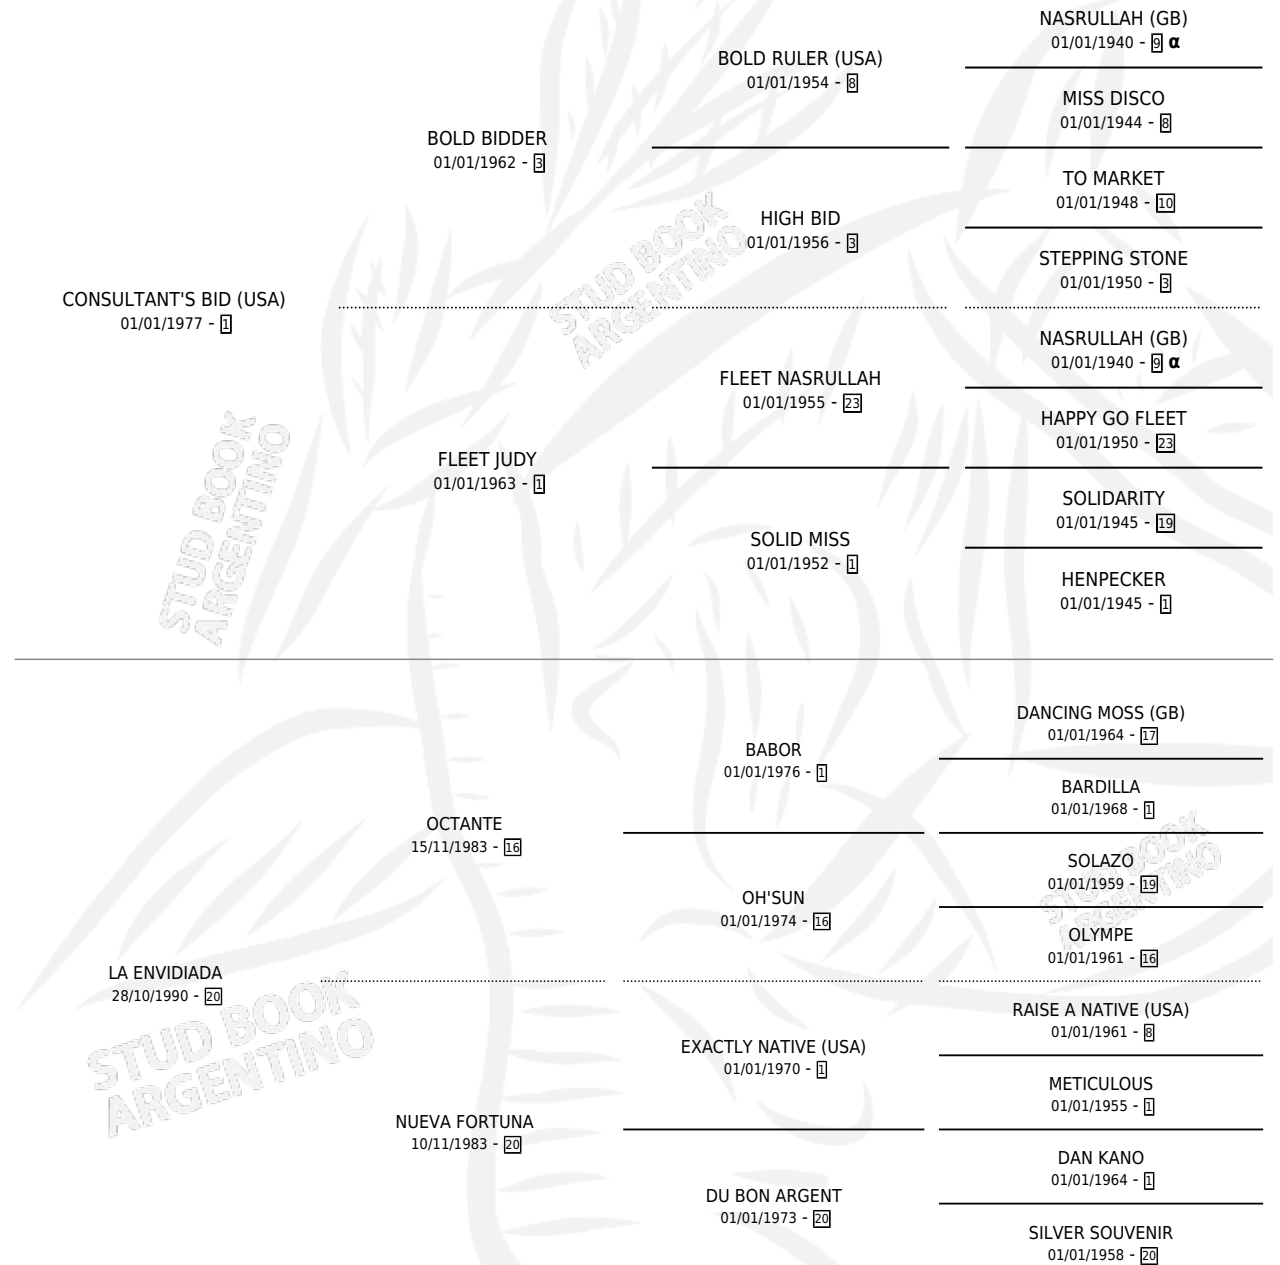 NASRULLAH (GB)
01/01/1940 - 9 α
BOLD RULER (USA)
01/01/1954 - 8
MISS DISCO
01/01/1944 - 8
BOLD BIDDER
01/01/1962 - 3
TO MARKET
01/01/1948 - 10
HIGH BID
01/01/1956 - 3
STEPPING STONE
01/01/1950 - 3
CONSULTANT'S BID (USA)
01/01/1977 - 1
NASRULLAH (GB)
01/01/1940 - 9 α
FLEET NASRULLAH
01/01/1955 - 23
HAPPY GO FLEET
01/01/1950 - 23
FLEET JUDY
01/01/1963 - 1
SOLIDARITY
01/01/1945 - 19
SOLID MISS
01/01/1952 - 1
HENPECKER
01/01/1945 - 1
DANCING MOSS (GB)
01/01/1964 - 17
BABOR
01/01/1976 - 1
BARDILLA
01/01/1968 - 1
OCTANTE
15/11/1983 - 16
SOLAZO
01/01/1959 - 19
OH'SUN
01/01/1974 - 16
OLYMPE
01/01/1961 - 16
LA ENVIDIADA
28/10/1990 - 20
RAISE A NATIVE (USA)
01/01/1961 - 8
EXACTLY NATIVE (USA)
01/01/1970 - 1
METICULOUS
01/01/1955 - 1
NUEVA FORTUNA
10/11/1983 - 20
DAN KANO
01/01/1964 - 1
DU BON ARGENT
01/01/1973 - 20
SILVER SOUVENIR
01/01/1958 - 20
STUD BOOK
ARGENTINO
STUD BOOK
ARGENTINO
STUD BOOK
ARGENTINO
STUD BOOK
ARGENTINO